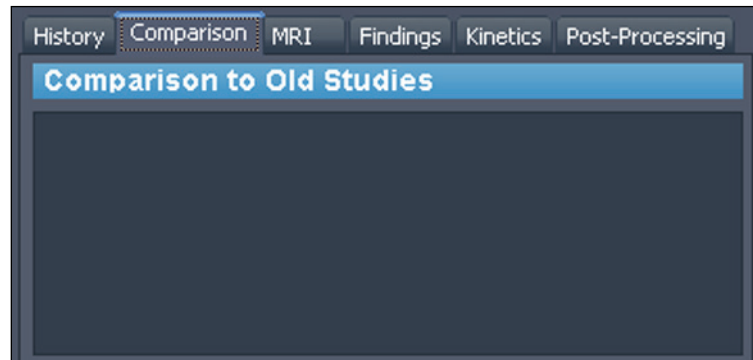 History Comparison MRI Findings Kinetics Post-Processing
Comparison to Old Studies